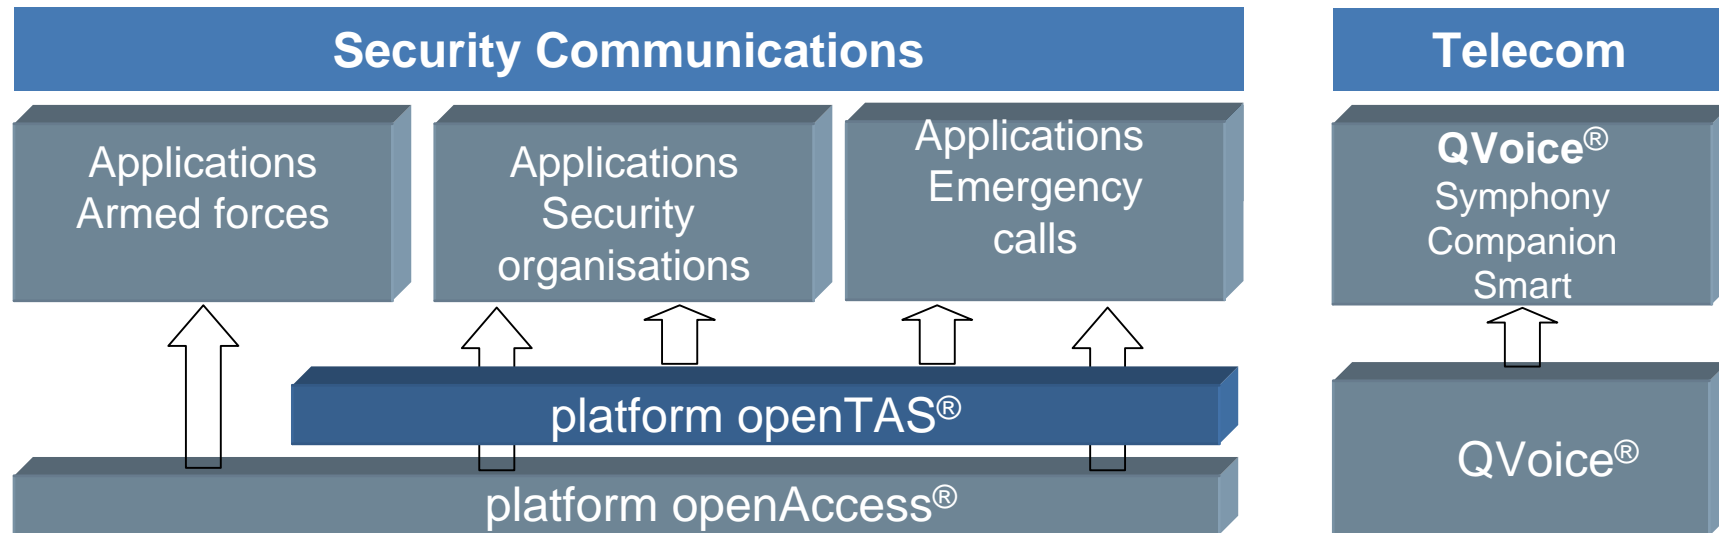 Security Communications
Telecom
Applications
Armed forces
Applications
Security
organisations
Applications
Emergency
calls
QVoice®
Symphony
Companion
Smart
platform openTAS®
platform openAccess®
QVoice®